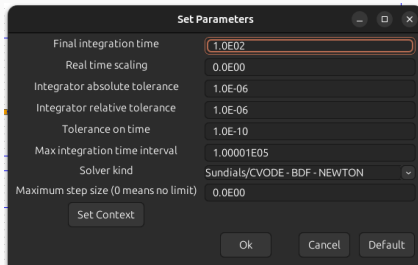 Set Parameters
Final integration time 1.0E02
Real time scaling 0.0E00
Integrator absolute tolerance 1.0E-06
Integrator relative tolerance 1.0E-06
Tolerance on time 1.0E-10
Max integration time interval 1.00001E05
Solver kind Sundials/CVODE - BDF - NEWTON
Maximum step size (0 means no limit) 0.0E00
Set Context
Ok Cancel Default